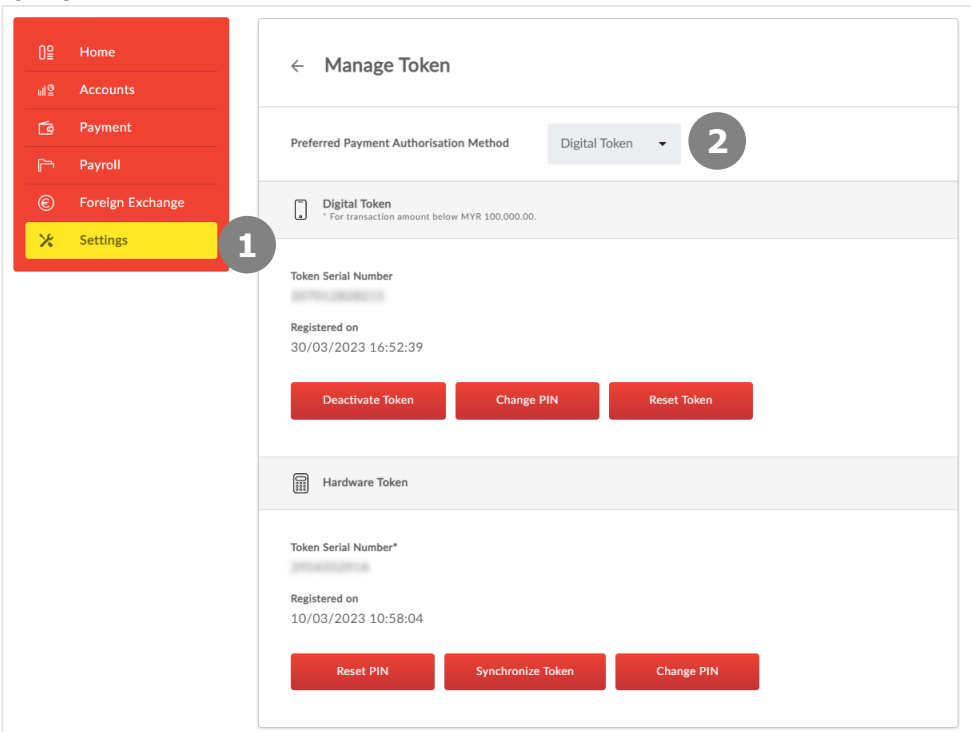 Home
Accounts
Payment
Payroll
Foreign Exchange
Settings
1
Manage Token
Preferred Payment Authorisation Method
Digital Token
2
Digital Token
* For transaction amount below MYR 100,000.00.
Token Serial Number
Registered on
30/03/2023 16:52:39
Deactivate Token
Change PIN
Reset Token
Hardware Token
Token Serial Number*
Registered on
10/03/2023 10:58:04
Reset PIN
Synchronize Token
Change PIN